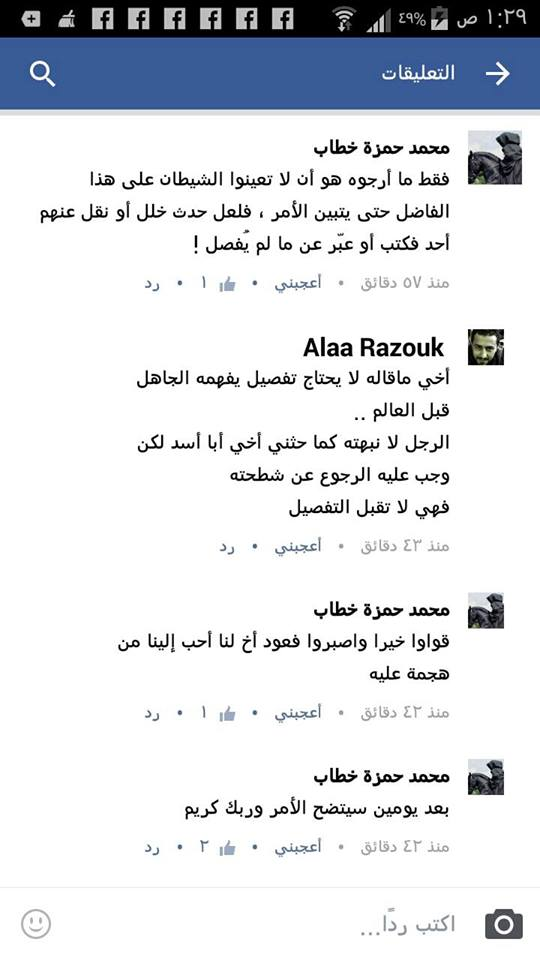 ١:٢٩ ص ٤٩%
التعليقات
محمد حمزة خطاب
فقط ما أرجوه هو أن لا تعينوا الشيطان على هذا
الفاضل حتى يتبين الأمر ، فلعل حدث خلل أو نقل عنهم
أحد فكتب أو عبّر عن ما لم يُفصل !
منذ ٥٧ دقائق • أعجبني • ١ • رد
Alaa Razouk
أخي ماقاله لا يحتاج تفصيل يفهمه الجاهل
قبل العالم ..
الرجل لا نبهته كما حثني أخي أبا أسد لكن
وجب عليه الرجوع عن شطحته
فهي لا تقبل التفصيل
منذ ٤٣ دقائق • أعجبني • رد
محمد حمزة خطاب
قواوا خيرا واصبروا فعود أخ لنا أحب إلينا من
هجمة عليه
منذ ٤٢ دقائق • أعجبني • ١ • رد
محمد حمزة خطاب
بعد يومين سيتضح الأمر وربك كريم
منذ ٤٢ دقائق • أعجبني • ٢ • رد
اكتب ردًا...